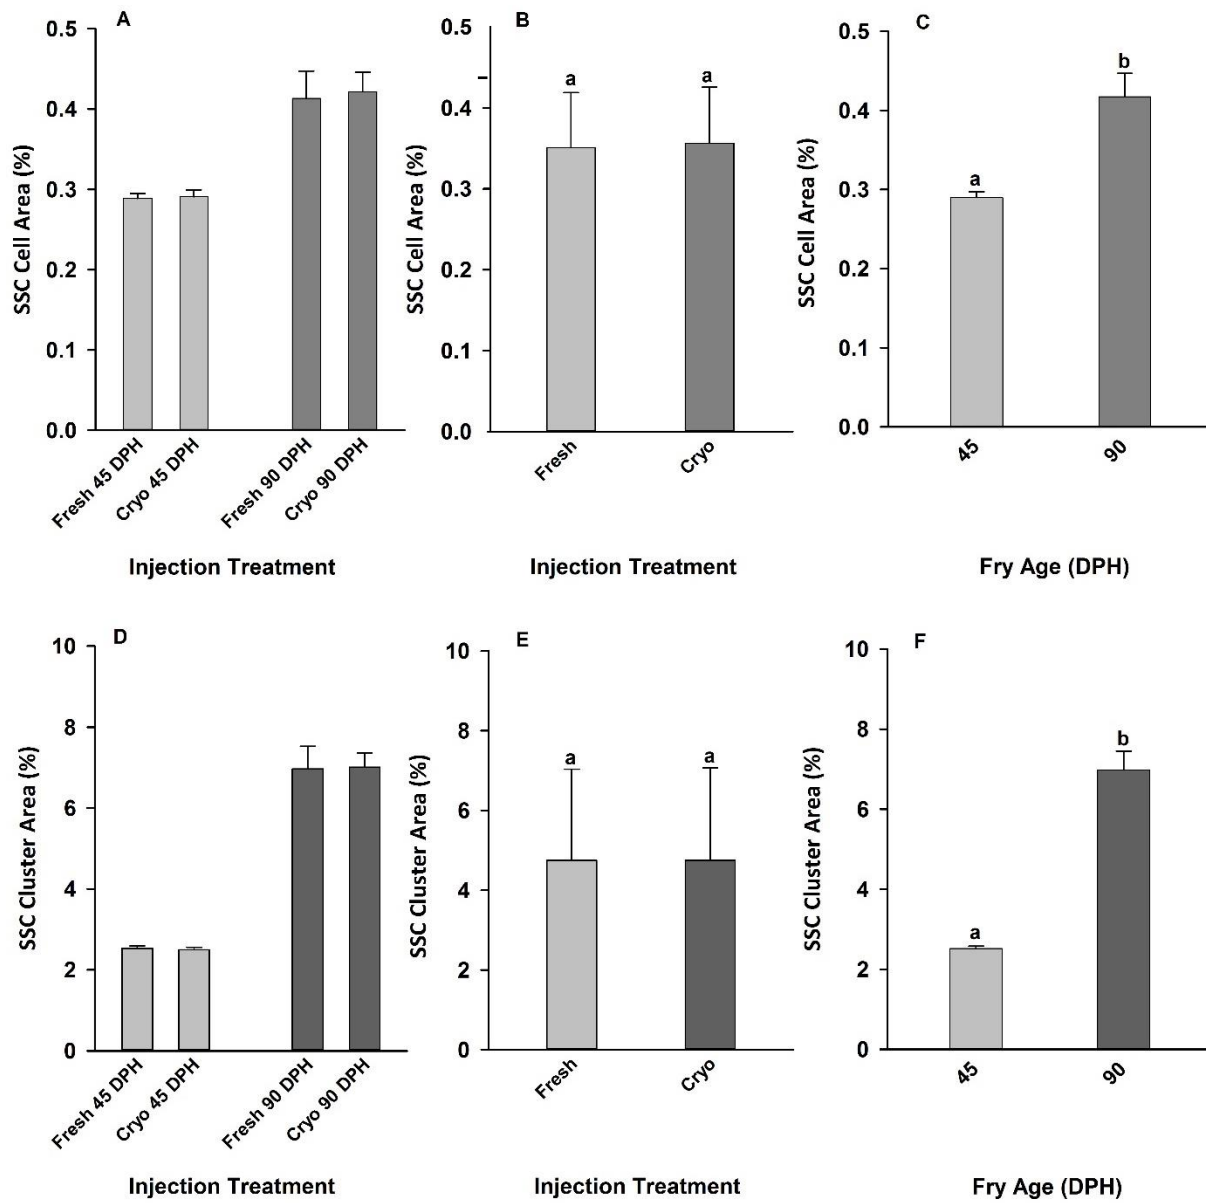 A
SSC Cell Area (%)
0.5
0.4
0.3
0.2
0.1
0.0
Fresh 45 DPH
Cryo 45 DPH
Fresh 90 DPH
Cryo 90 DPH
Injection Treatment
B
SSC Cell Area (%)
0.5
0.4
0.3
0.2
0.1
0.0
a
a
Fresh
Cryo
Injection Treatment
C
SSC Cell Area (%)
0.5
0.4
0.3
0.2
0.1
0.0
a
b
45
90
Fry Age (DPH)
D
SSC Cluster Area (%)
10
8
6
4
2
0
Fresh 45 DPH
Cryo 45 DPH
Fresh 90 DPH
Cryo 90 DPH
Injection Treatment
E
SSC Cluster Area (%)
10
8
6
4
2
0
a
a
Fresh
Cryo
Injection Treatment
F
SSC Cluster Area (%)
10
8
6
4
2
0
a
b
45
90
Fry Age (DPH)